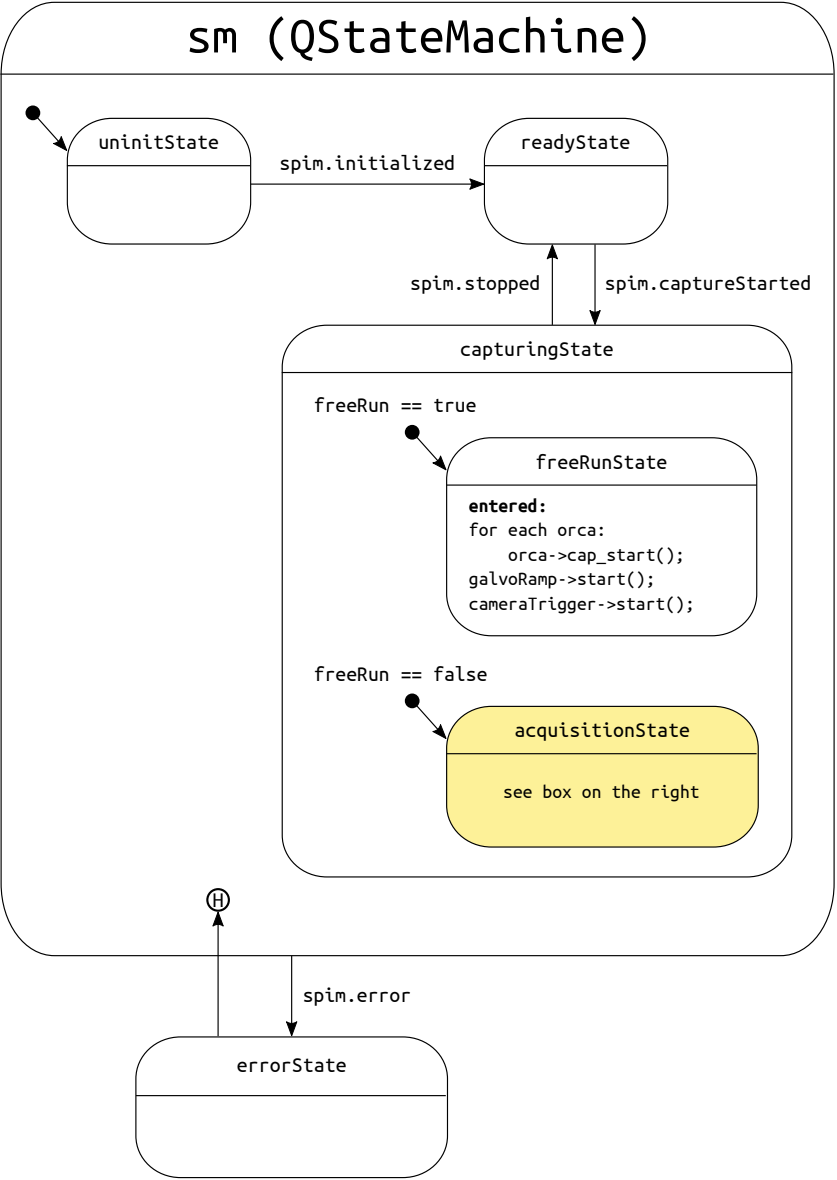 sm (QStateMachine)
uninitState
readyState
spim.initialized
spim.stopped
spim.captureStarted
capturingState
freeRun == true
freeRunState
entered:
for each orca:
    orca->cap_start();
galvoRamp->start();
cameraTrigger->start();
freeRun == false
acquisitionState
see box on the right
H
spim.error
errorState